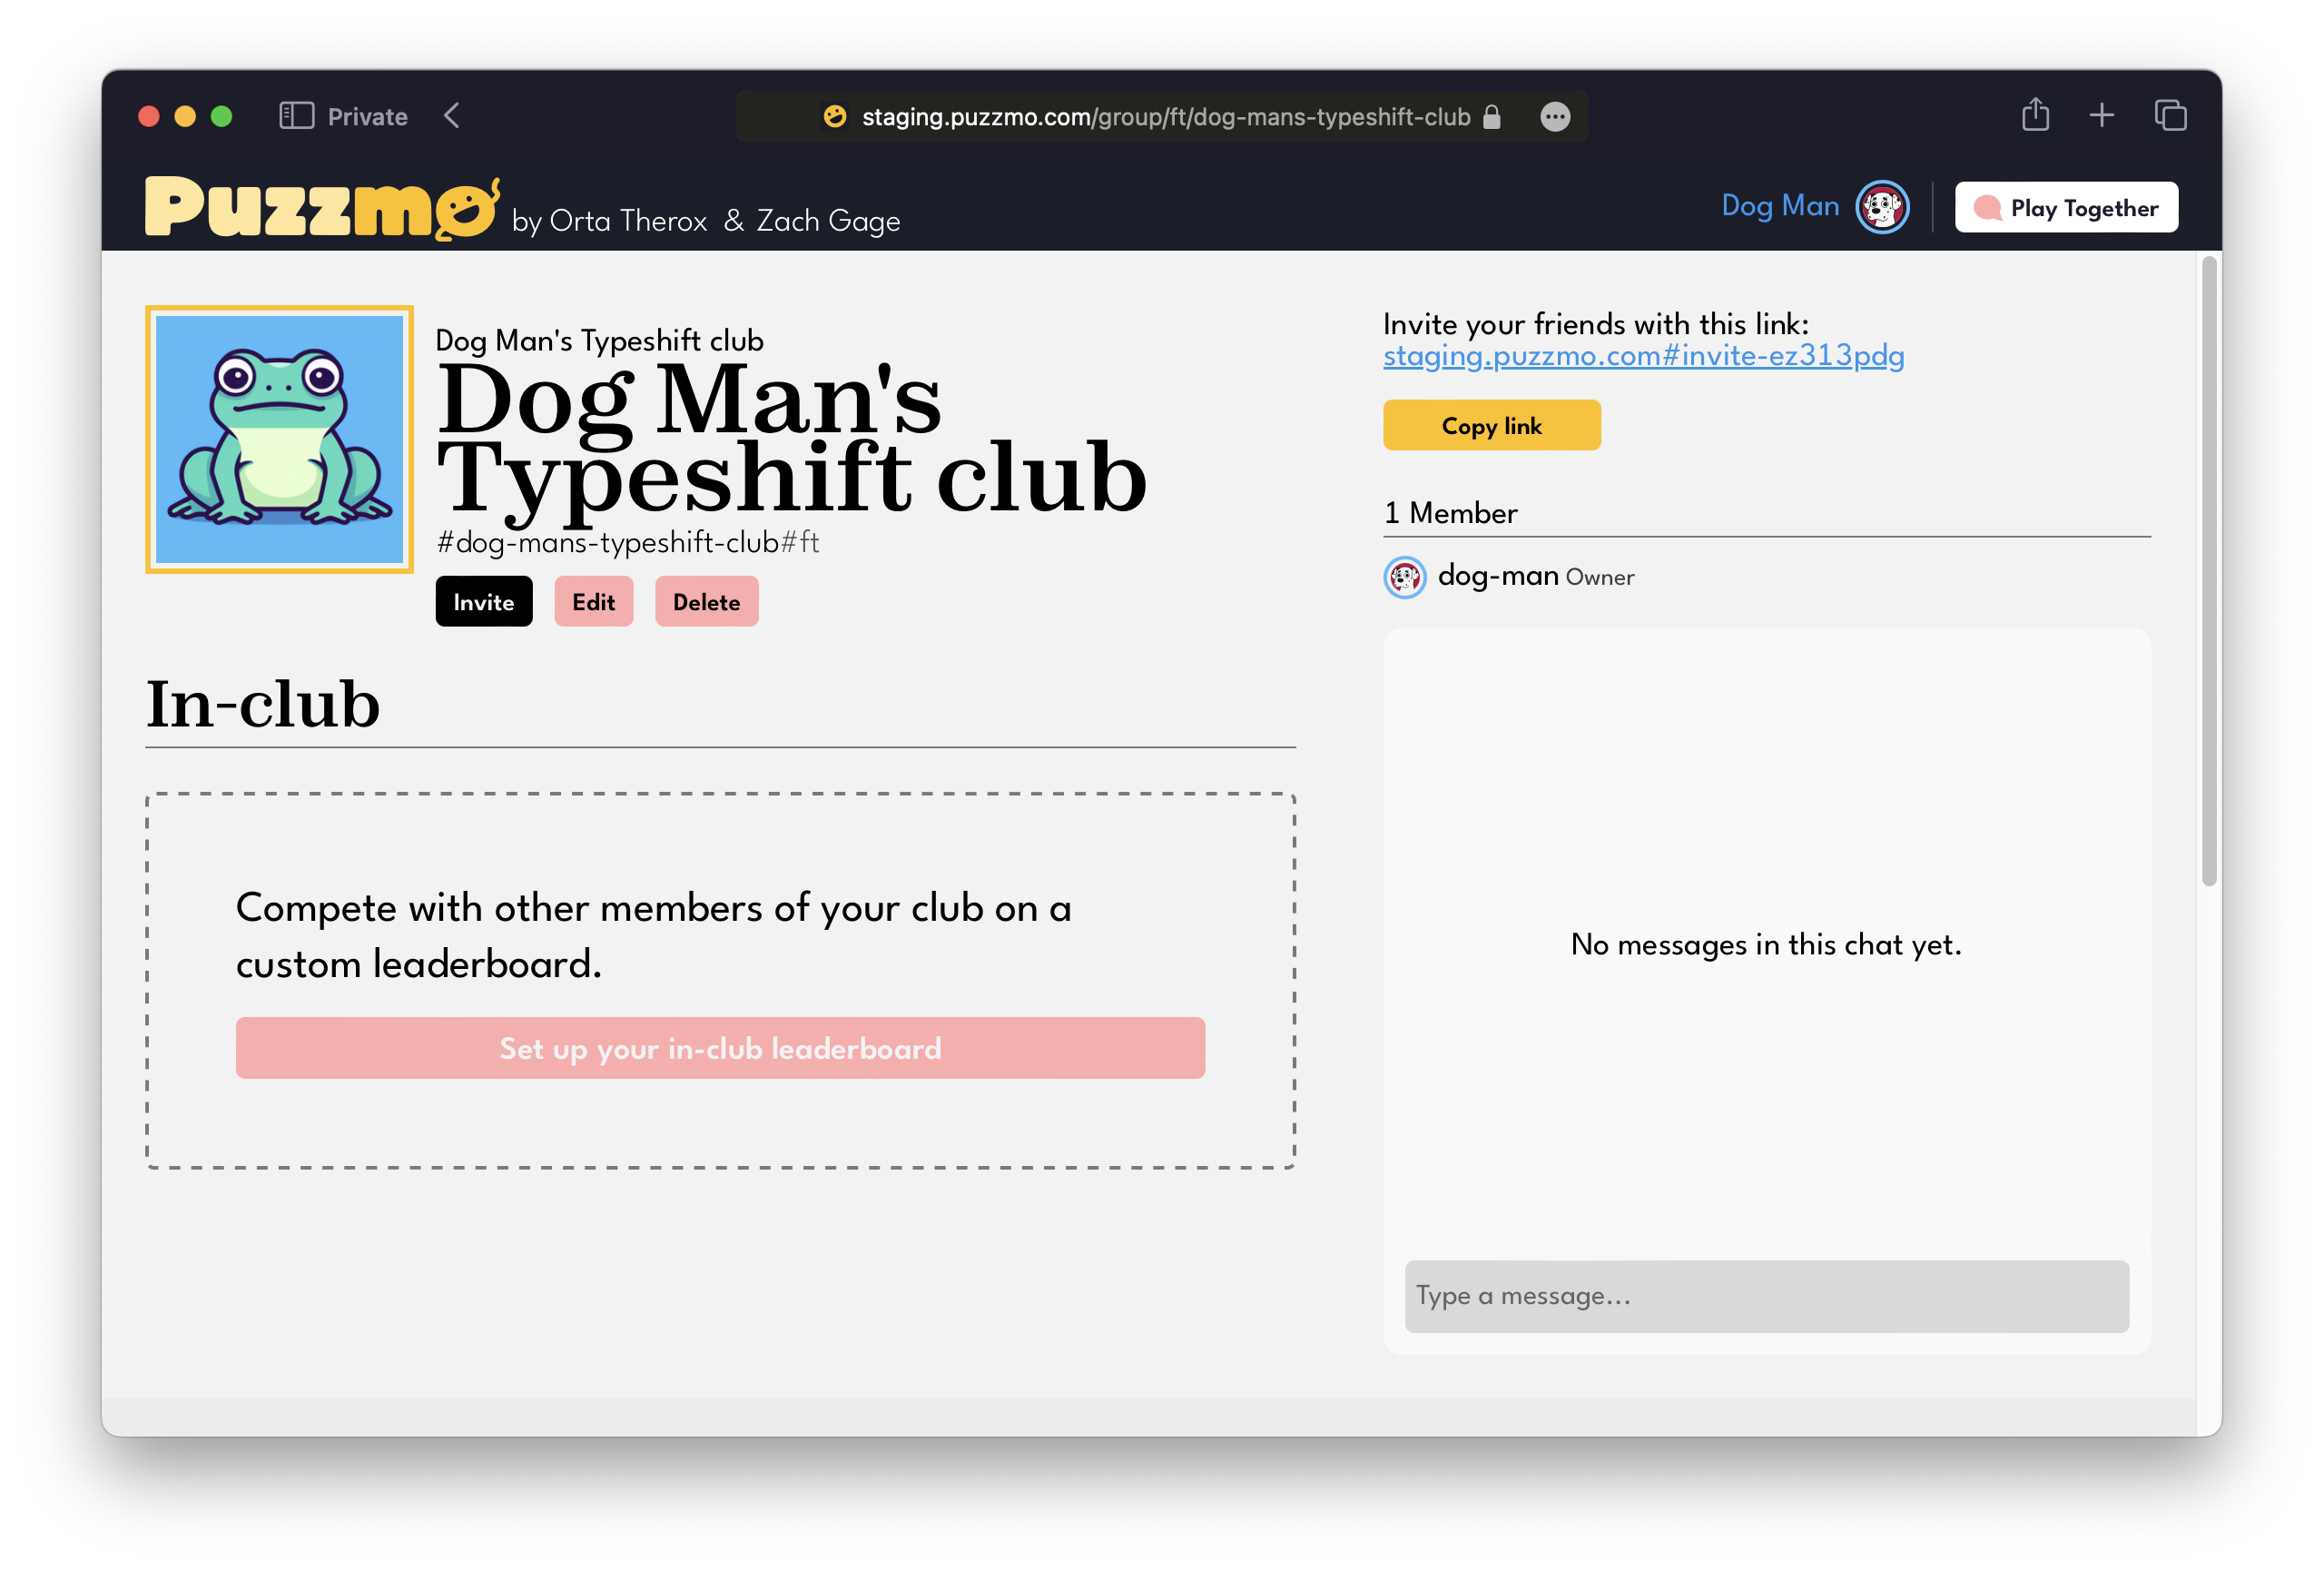 Private
staging.puzzmo.com/group/ft/dog-mans-typeshift-club
Puzzmo by Orta Therox & Zach Gage
Dog Man
Play Together
Dog Man's Typeshift club
Dog Man's
Typeshift club
#dog-mans-typeshift-club#ft
Invite
Edit
Delete
In-club
Compete with other members of your club on a
custom leaderboard.
Set up your in-club leaderboard
Invite your friends with this link:
staging.puzzmo.com#invite-ez313pdg
Copy link
1 Member
dog-man Owner
No messages in this chat yet.
Type a message...